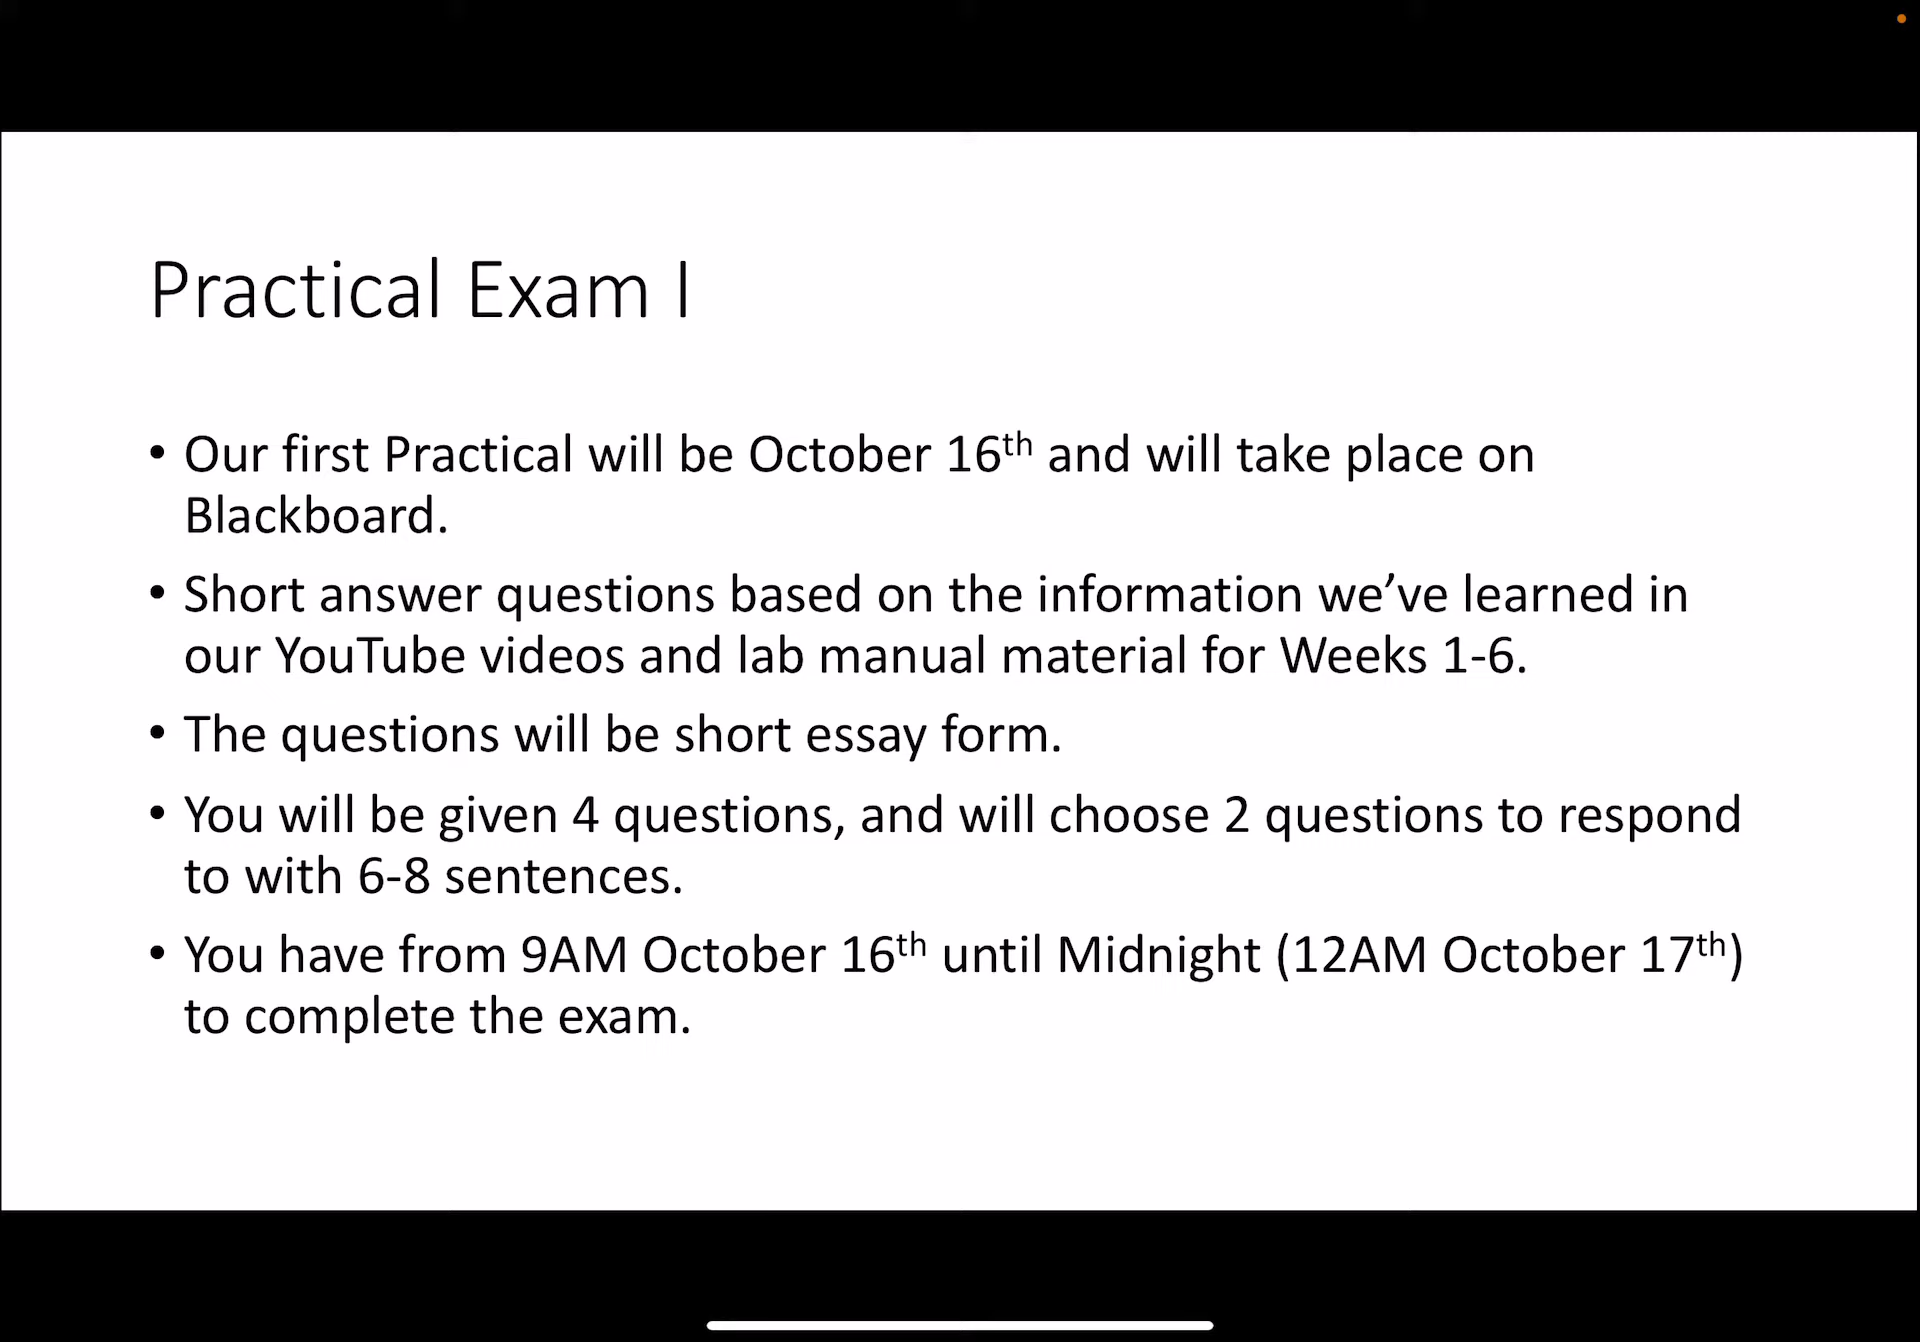 Practical Exam I
• Our first Practical will be October 16th and will take place on
Blackboard.
• Short answer questions based on the information we’ve learned in
our YouTube videos and lab manual material for Weeks 1-6.
• The questions will be short essay form.
• You will be given 4 questions, and will choose 2 questions to respond
to with 6-8 sentences.
• You have from 9AM October 16th until Midnight (12AM October 17th)
to complete the exam.